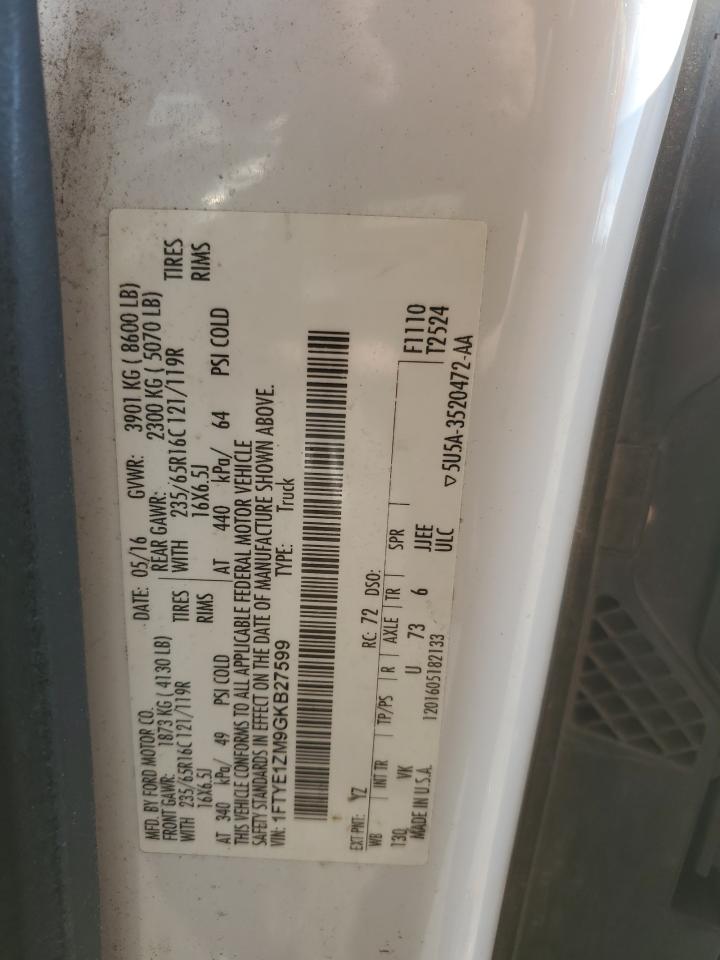 MFD. BY FORD MOTOR CO.
DATE: 05/16 GVWR: 3901 KG ( 8600 LB)
FRONT GAWR: 1873 KG ( 4130 LB) REAR GAWR: 2300 KG ( 5070 LB)
WITH 235/65R16C 121/119R TIRES WITH 235/65R16C 121/119R TIRES
16X6.5J RIMS 16X6.5J RIMS
AT 340 kPa/ 49 PSI COLD AT 440 kPa/ 64 PSI COLD
THIS VEHICLE CONFORMS TO ALL APPLICABLE FEDERAL MOTOR VEHICLE
SAFETY STANDARDS IN EFFECT ON THE DATE OF MANUFACTURE SHOWN ABOVE.
VIN: 1FTYE1ZM9GKB27599 TYPE: Truck
EXT PNT: YZ RC: 72 DSO:
WB INT TR TP/PS R AXLE TR SPR
130 VK U 73 6 JJEE F1110
ULC T2524
MADE IN U.S.A. 1201605182133 ▽5U5A-3520472-AA